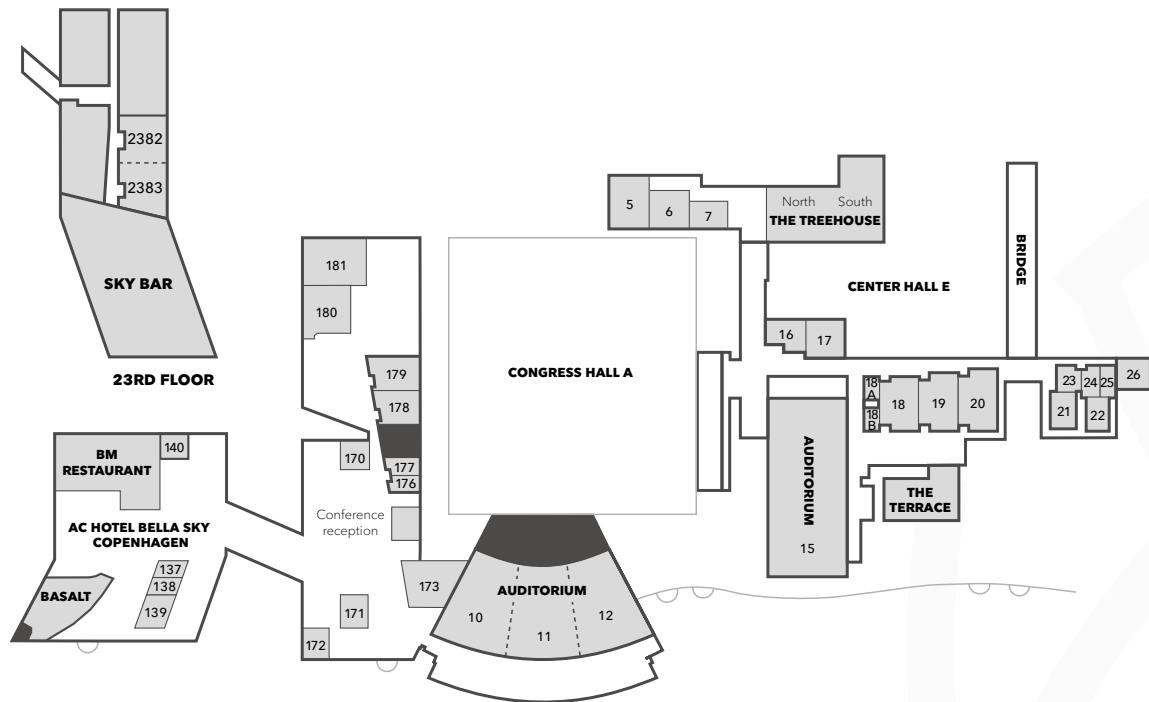 2382
2383
SKY BAR
23RD FLOOR
5
6
7
North
South
THE TREEHOUSE
BRIDGE
CENTER HALL E
181
180
16
17
CONGRESS HALL A
179
178
177
176
170
18
A
18
B
18
19
20
23
24
25
26
21
22
140
BM
RESTAURANT
AC HOTEL BELLA SKY
COPENHAGEN
Conference
reception
AUDITORIUM
15
THE
TERRACE
137
138
139
BASALT
173
171
172
AUDITORIUM
10
11
12